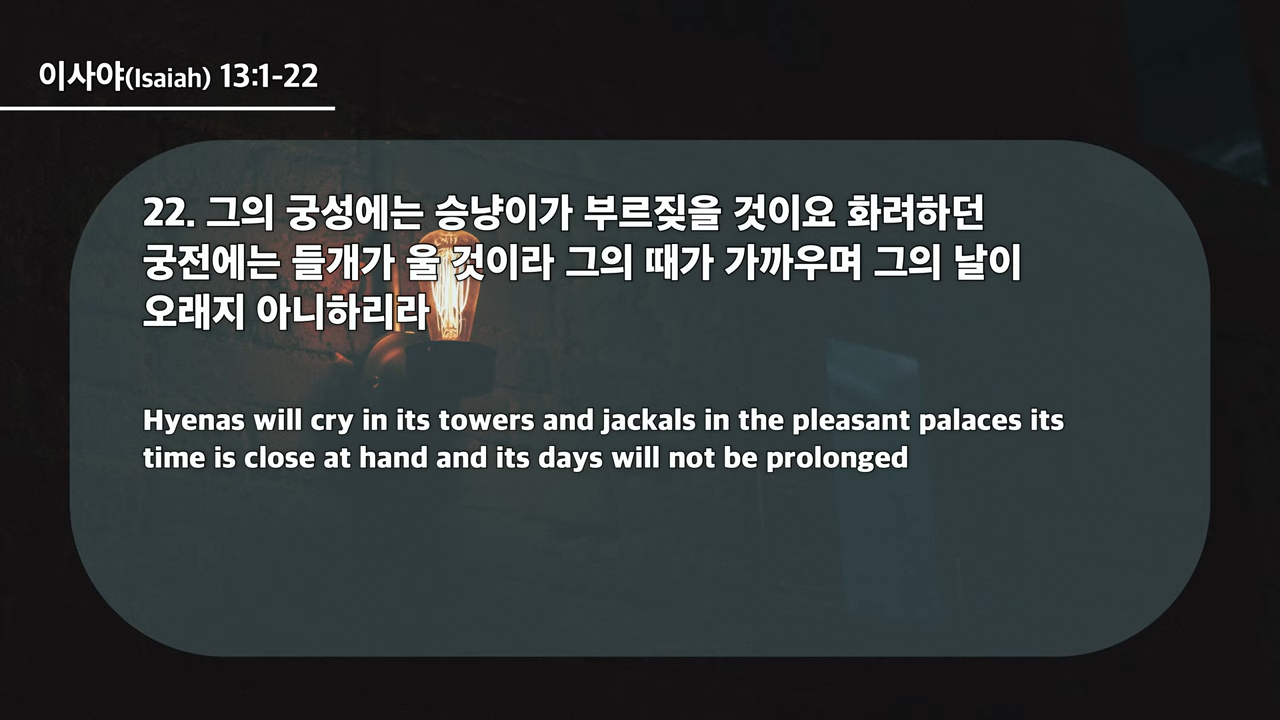 이사야(Isaiah) 13:1-22
22. 그의 궁성에는 승냥이가 부르짖을 것이요 화려하던
궁전에는 들개가 울 것이라 그의 때가 가까우며 그의 날이
오래지 아니하리라
Hyenas will cry in its towers and jackals in the pleasant palaces its
time is close at hand and its days will not be prolonged